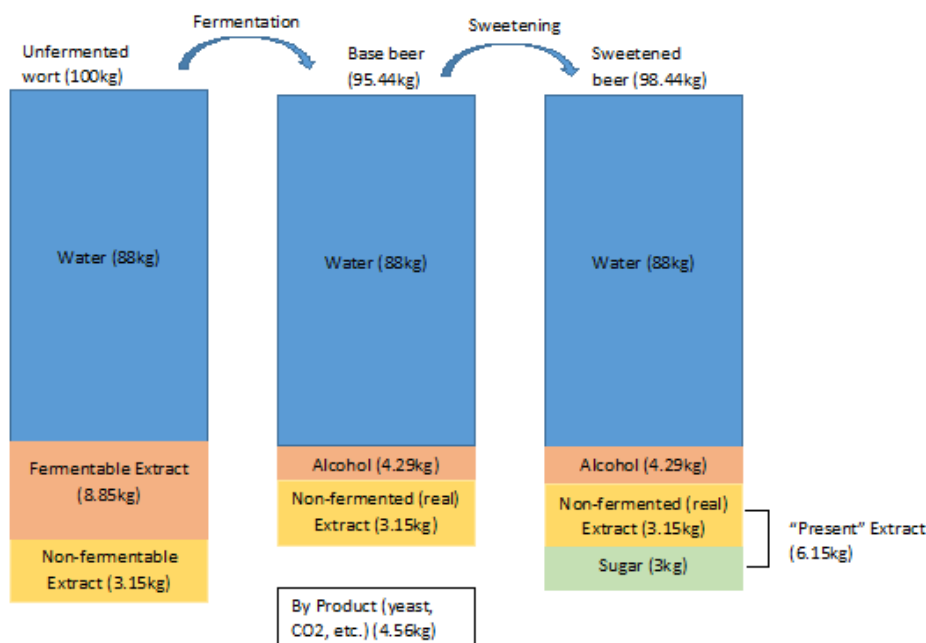 Fermentation
Sweetening
Unfermented
wort (100kg)
Base beer
(95.44kg)
Sweetened
beer (98.44kg)
Water (88kg)
Water (88kg)
Water (88kg)
Fermentable Extract
(8.85kg)
Non-fermentable
Extract (3.15kg)
Alcohol (4.29kg)
Non-fermented (real)
Extract (3.15kg)
Alcohol (4.29kg)
Non-fermented (real)
Extract (3.15kg)
Sugar (3kg)
“Present” Extract
(6.15kg)
By Product (yeast,
CO2, etc.) (4.56kg)